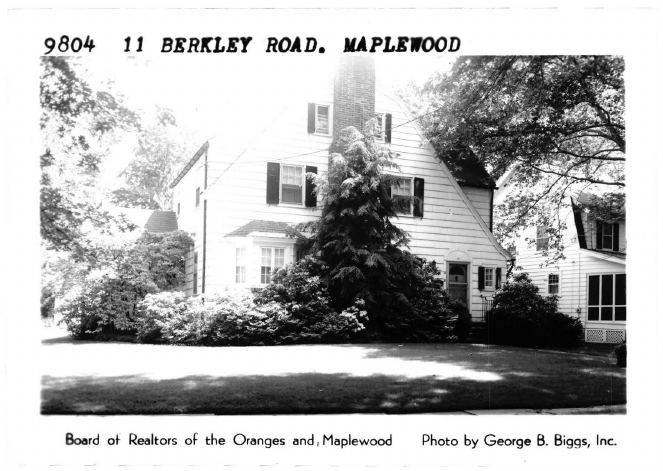 9804 11 BERKLEY ROAD. MAPLEWOOD
Board of Realtors of the Oranges and, Maplewood Photo by George B. Biggs, Inc.